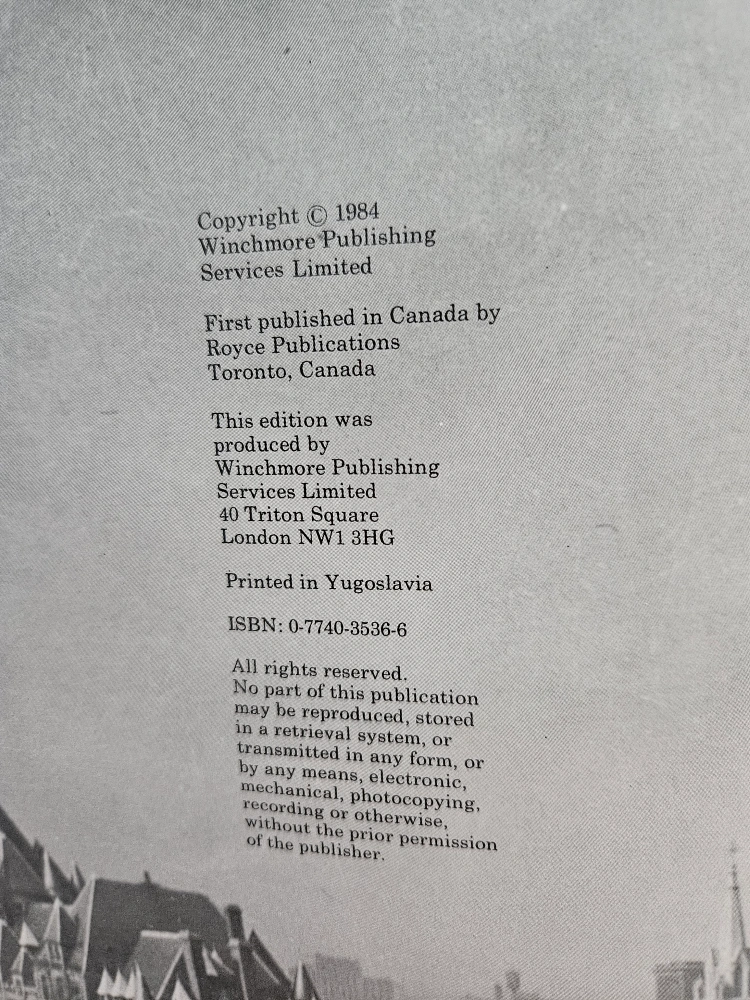 Copyright © 1984
Winchmore Publishing
Services Limited
First published in Canada by
Royce Publications
Toronto, Canada
This edition was
produced by
Winchmore Publishing
Services Limited
40 Triton Square
London NW1 3HG
Printed in Yugoslavia
ISBN: 0-7740-3536-6
All rights reserved.
No part of this publication
may be reproduced, stored
in a retrieval system, or
transmitted in any form, or
by any means, electronic,
mechanical, photocopying,
recording or otherwise,
without the prior permission
of the publisher.